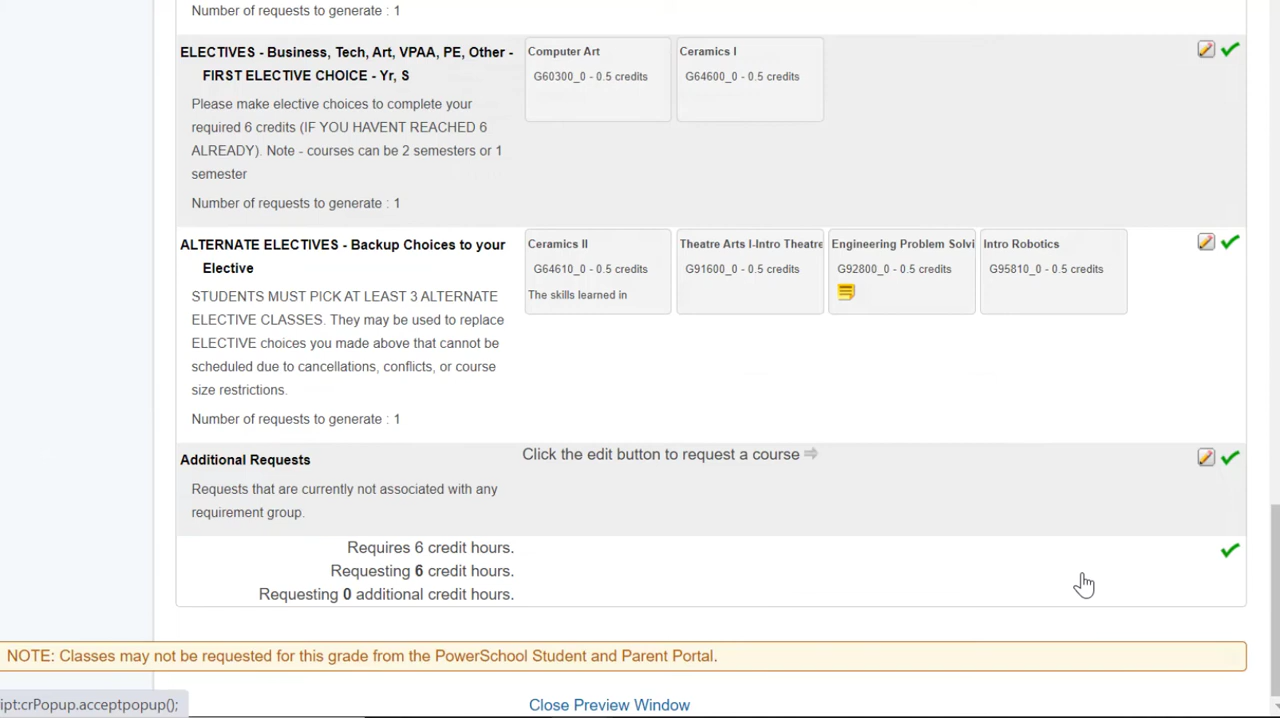 Number of requests to generate : 1
ELECTIVES - Business, Tech, Art, VPAA, PE, Other -
FIRST ELECTIVE CHOICE - Yr, S
Please make elective choices to complete your
required 6 credits (IF YOU HAVENT REACHED 6
ALREADY). Note - courses can be 2 semesters or 1
semester
Number of requests to generate : 1
Computer Art
G60300_0 - 0.5 credits
Ceramics I
G64600_0 - 0.5 credits
ALTERNATE ELECTIVES - Backup Choices to your
Elective
STUDENTS MUST PICK AT LEAST 3 ALTERNATE
ELECTIVE CLASSES. They may be used to replace
ELECTIVE choices you made above that cannot be
scheduled due to cancellations, conflicts, or course
size restrictions.
Number of requests to generate : 1
Ceramics II
G64610_0 - 0.5 credits
The skills learned in
Theatre Arts I-Intro Theatre
G91600_0 - 0.5 credits
Engineering Problem Solvi
G92800_0 - 0.5 credits
Intro Robotics
G95810_0 - 0.5 credits
Additional Requests
Requests that are currently not associated with any
requirement group.
Click the edit button to request a course
Requires 6 credit hours.
Requesting 6 credit hours.
Requesting 0 additional credit hours.
NOTE: Classes may not be requested for this grade from the PowerSchool Student and Parent Portal.
ipt:crPopup.acceptpopup();
Close Preview Window